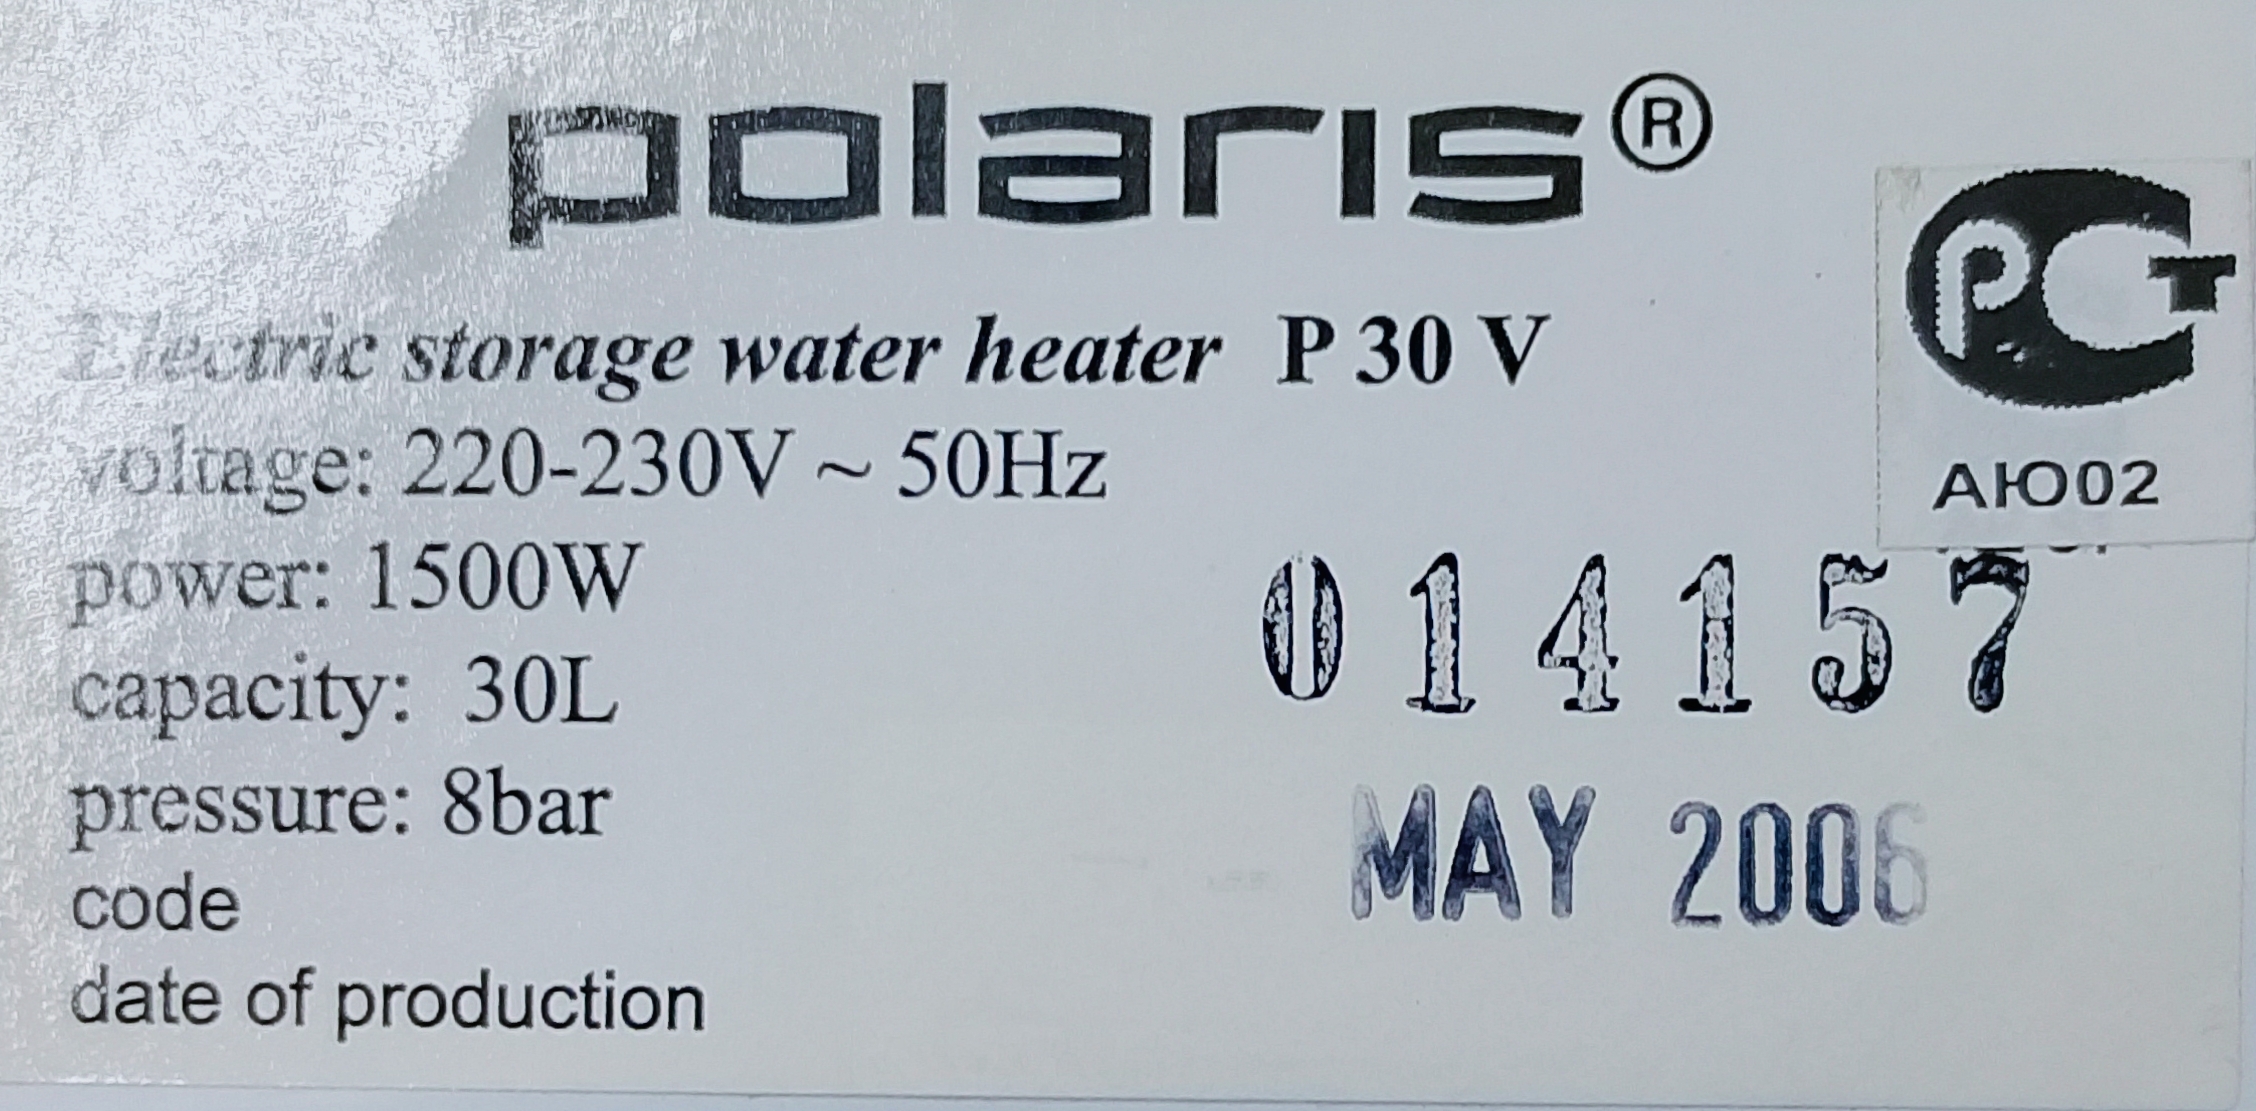 polaris®
РСТ
АЮ02
Electric storage water heater P 30 V
voltage: 220-230V ~ 50Hz
power: 1500W
capacity: 30L
pressure: 8bar
code
date of production
014157
MAY 2006